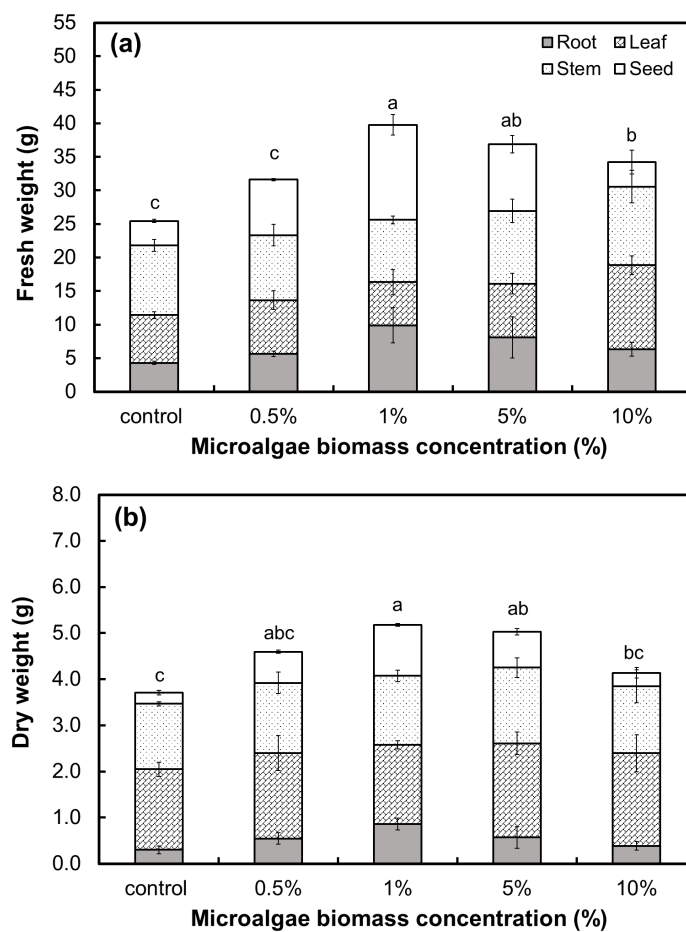 (a)
Root Leaf
Stem Seed
Fresh weight (g)
55
50
45
40
35
30
25
20
15
10
5
0
c c a ab b
control 0.5% 1% 5% 10%
Microalgae biomass concentration (%)
(b)
Dry weight (g)
8.0
7.0
6.0
5.0
4.0
3.0
2.0
1.0
0.0
c abc a ab bc
control 0.5% 1% 5% 10%
Microalgae biomass concentration (%)